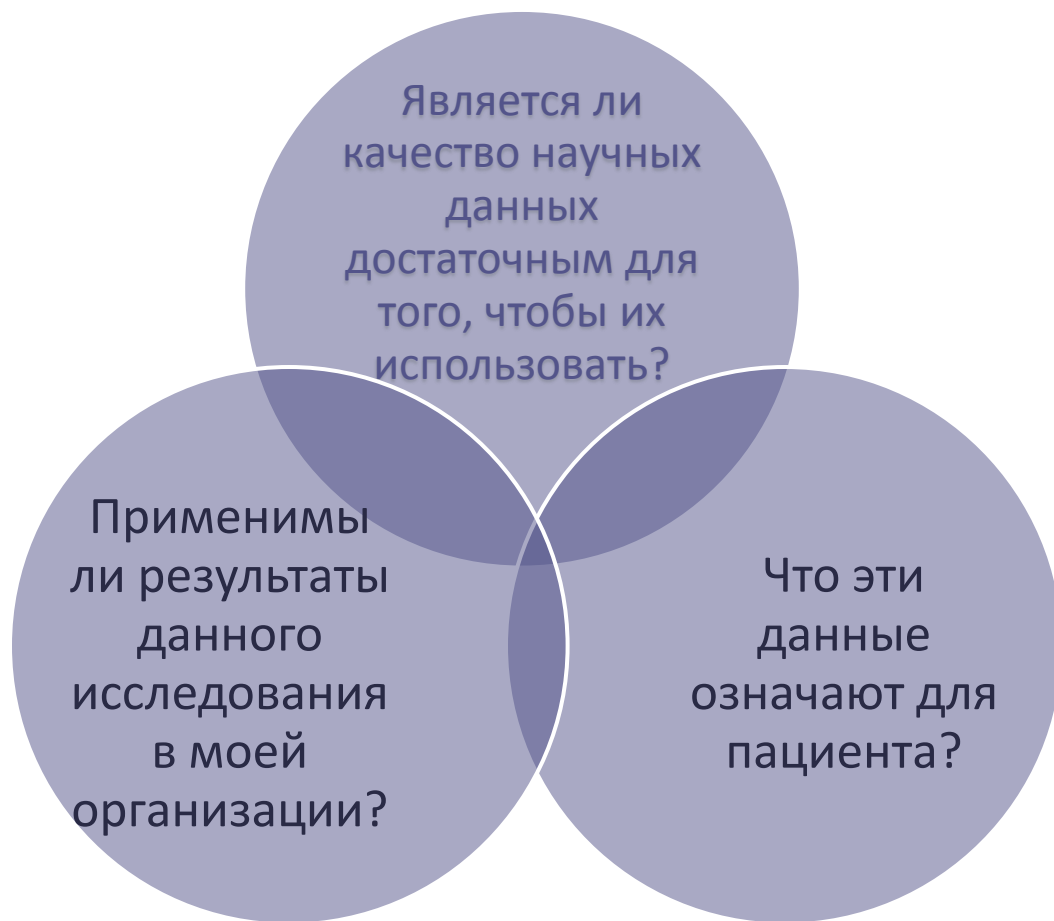 Является ли
качество научных
данных
достаточным для
того, чтобы их
использовать?
Применимы
ли результаты
данного
исследования
в моей
организации?
Что эти
данные
означают для
пациента?